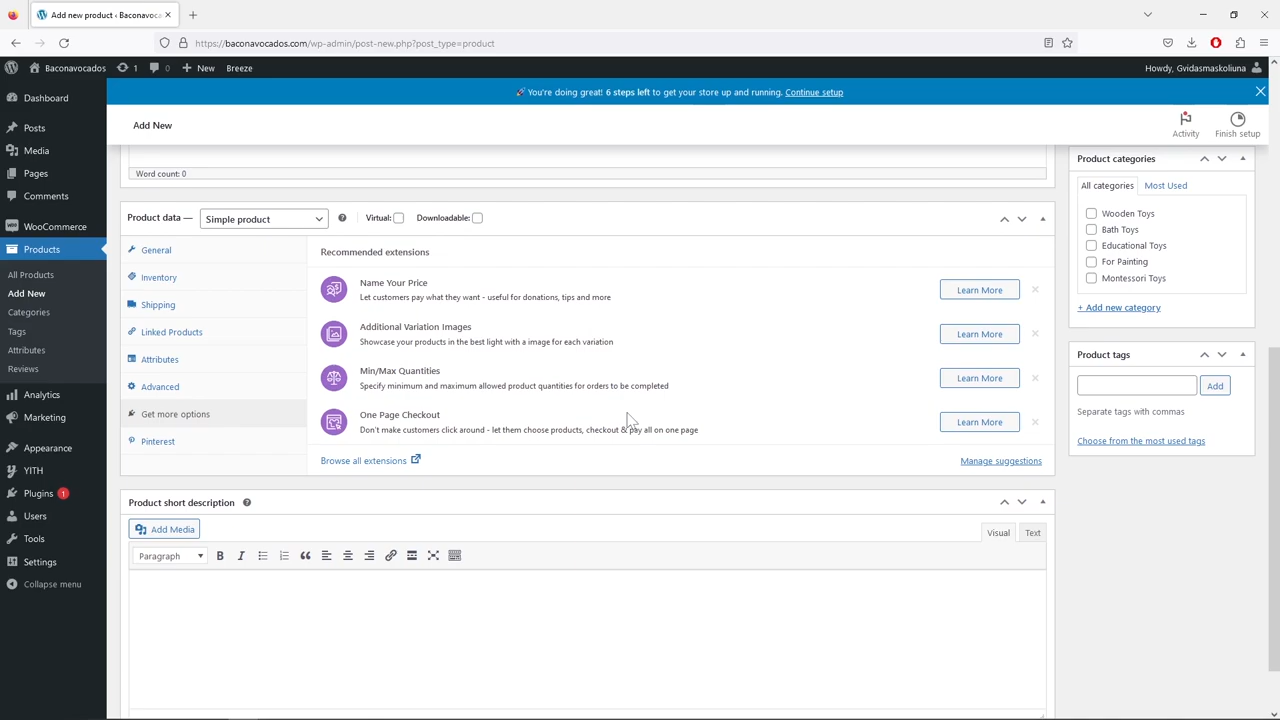 Add new product ‹ Baconavoca
https://baconavocados.com/wp-admin/post-new.php?post_type=product
Baconavocados
1
0
New
Breeze
Howdy, Gvidasmaskoliuna
Dashboard
Posts
Media
Pages
Comments
WooCommerce
Products
All Products
Add New
Categories
Tags
Attributes
Reviews
Analytics
Marketing
Appearance
YITH
Plugins 1
Users
Tools
Settings
Collapse menu
🚀 You're doing great! 6 steps left to get your store up and running. Continue setup
Add New
Activity
Finish setup
Word count: 0
Product data —
Simple product
Virtual:
Downloadable:
General
Inventory
Shipping
Linked Products
Attributes
Advanced
Get more options
Pinterest
Recommended extensions
Name Your Price
Let customers pay what they want - useful for donations, tips and more
Learn More
Additional Variation Images
Showcase your products in the best light with a image for each variation
Learn More
Min/Max Quantities
Specify minimum and maximum allowed product quantities for orders to be completed
Learn More
One Page Checkout
Don't make customers click around - let them choose products, checkout & pay all on one page
Learn More
Browse all extensions
Manage suggestions
Product short description
Add Media
Visual
Text
Paragraph
Product categories
All categories
Most Used
Wooden Toys
Bath Toys
Educational Toys
For Painting
Montessori Toys
+ Add new category
Product tags
Add
Separate tags with commas
Choose from the most used tags